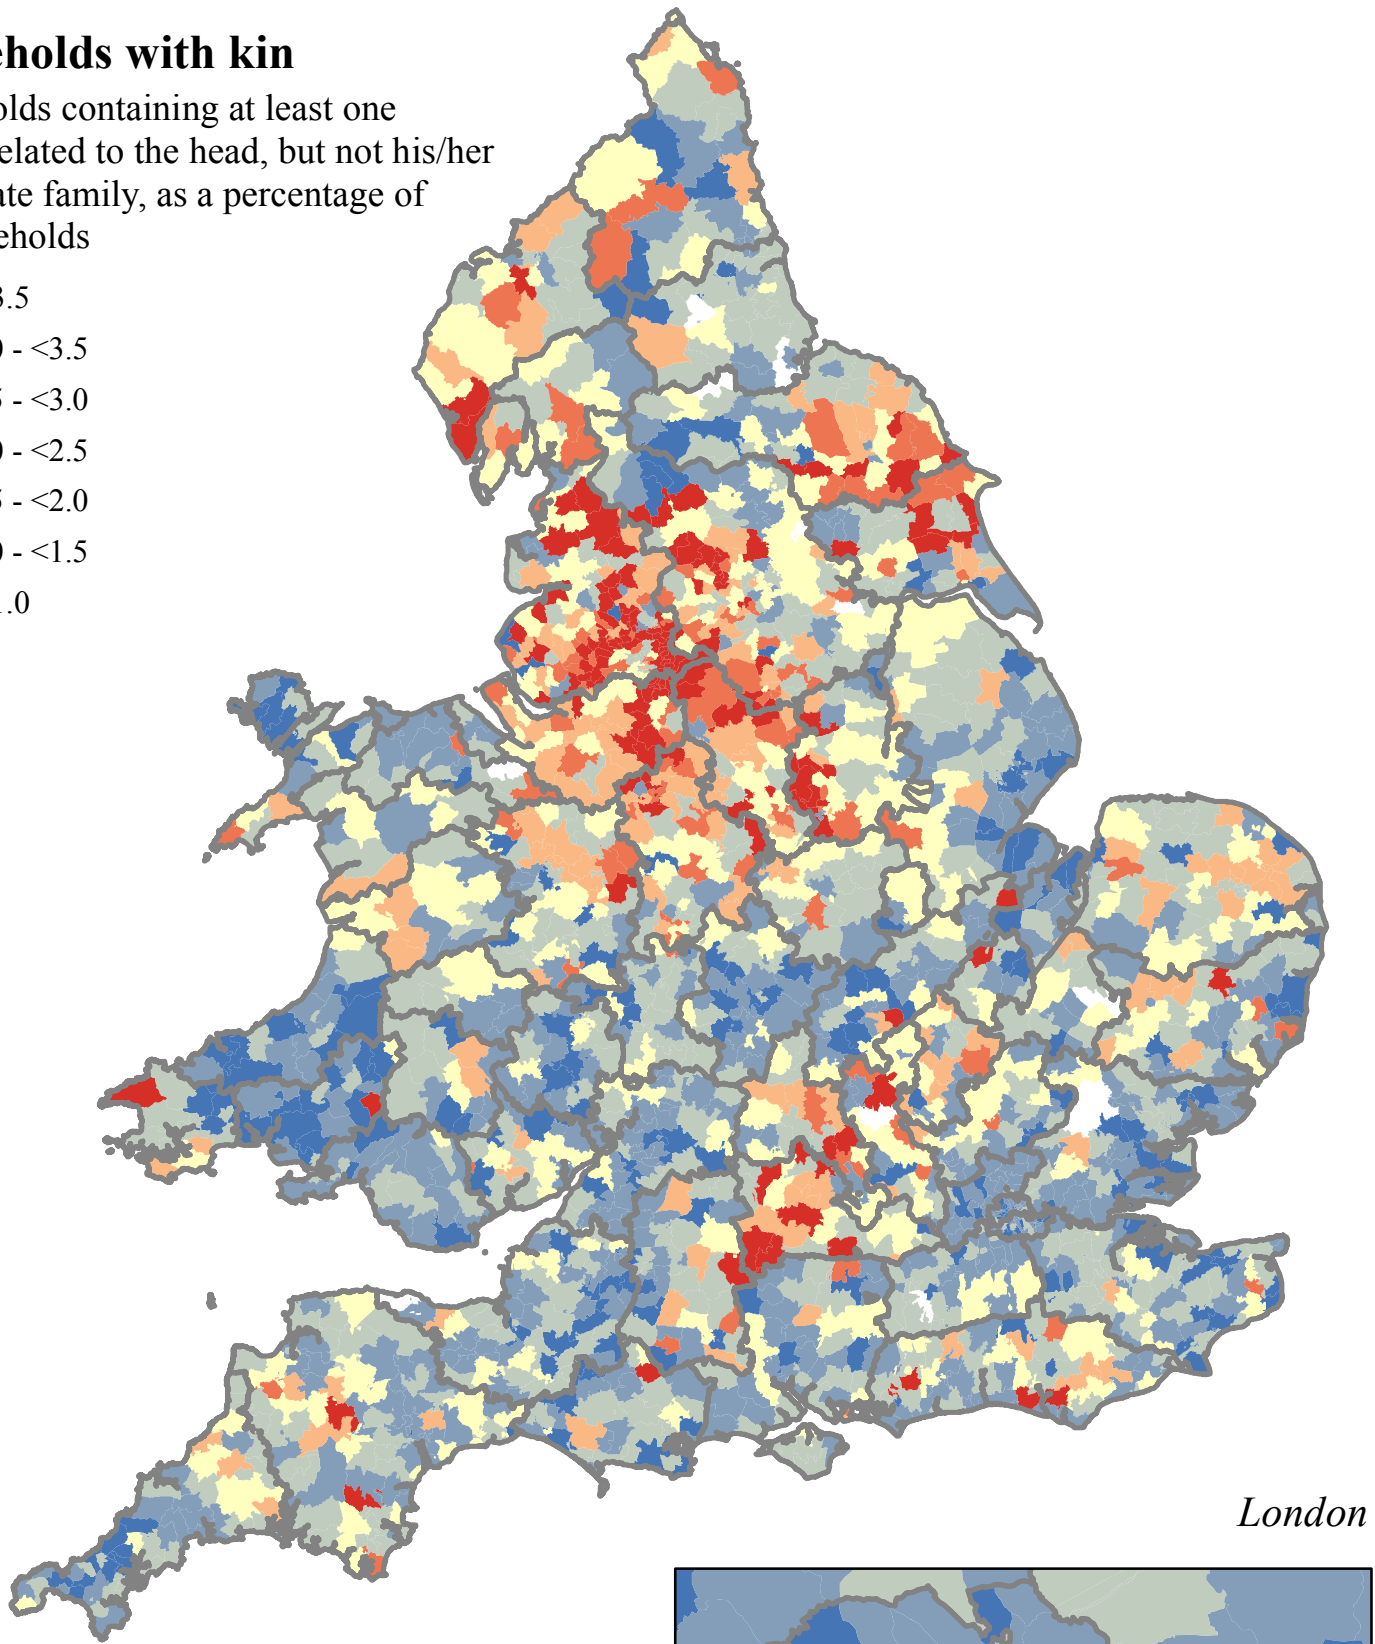 eholds with kin
olds containing at least one
elated to the head, but not his/her
ate family, as a percentage of
eholds
3.5
0 - <3.5
5 - <3.0
0 - <2.5
5 - <2.0
0 - <1.5
1.0
London